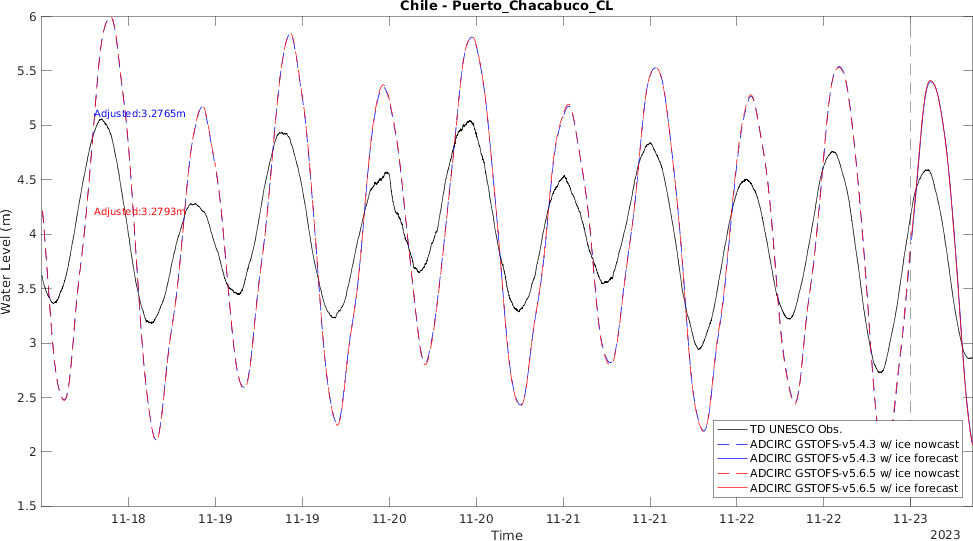 Chile - Puerto_Chacabuco_CL
6
5.5
5
4.5
4
3.5
3
2.5
2
1.5
Water Level (m)
Adjusted:3.2765m
Adjusted:3.2793m
TD UNESCO Obs.
ADCIRC GSTOFS-v5.4.3 w/ ice nowcast
ADCIRC GSTOFS-v5.4.3 w/ ice forecast
ADCIRC GSTOFS-v5.6.5 w/ ice nowcast
ADCIRC GSTOFS-v5.6.5 w/ ice forecast
11-18 11-19 11-19 11-20 11-20 11-21 11-21 11-22 11-22 11-23
Time
2023